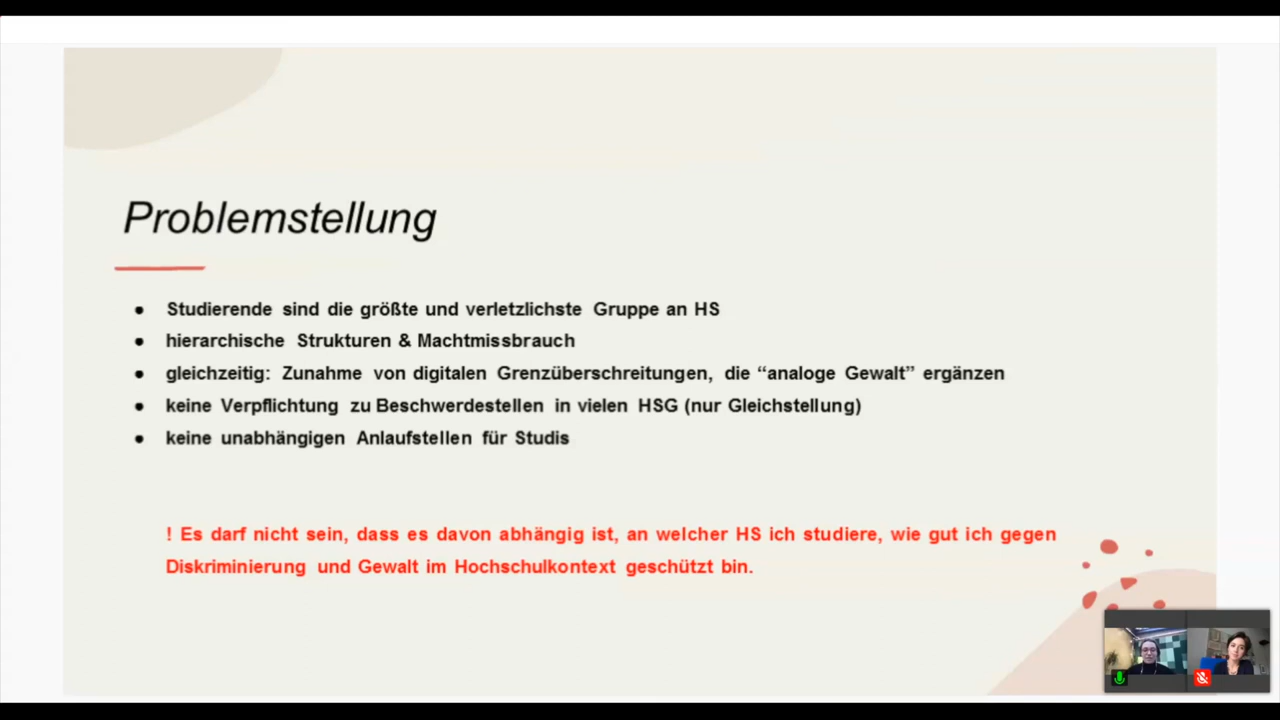 Problemstellung
● Studierende sind die größte und verletzlichste Gruppe an HS
● hierarchische Strukturen & Machtmissbrauch
● gleichzeitig: Zunahme von digitalen Grenzüberschreitungen, die “analoge Gewalt” ergänzen
● keine Verpflichtung zu Beschwerdestellen in vielen HSG (nur Gleichstellung)
● keine unabhängigen Anlaufstellen für Studis
! Es darf nicht sein, dass es davon abhängig ist, an welcher HS ich studiere, wie gut ich gegen
Diskriminierung und Gewalt im Hochschulkontext geschützt bin.